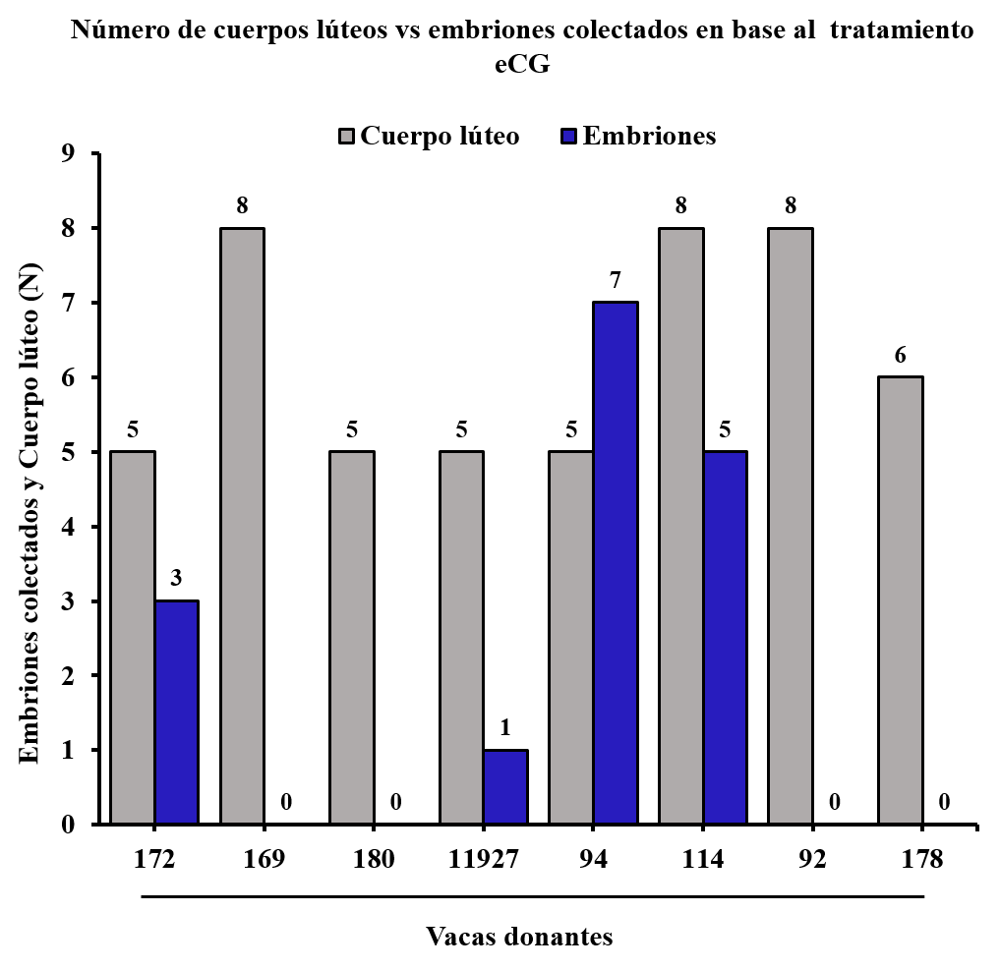 Número de cuerpos lúteos vs embriones colectados en base al tratamiento
eCG
Cuerpo lúteo Embriones
Embriones colectados y Cuerpo lúteo (N)
9
8
7
6
5
4
3
2
1
0
5 3 8 0 5 0 5 1 5 7 8 5 8 0 6 0
172 169 180 11927 94 114 92 178
Vacas donantes